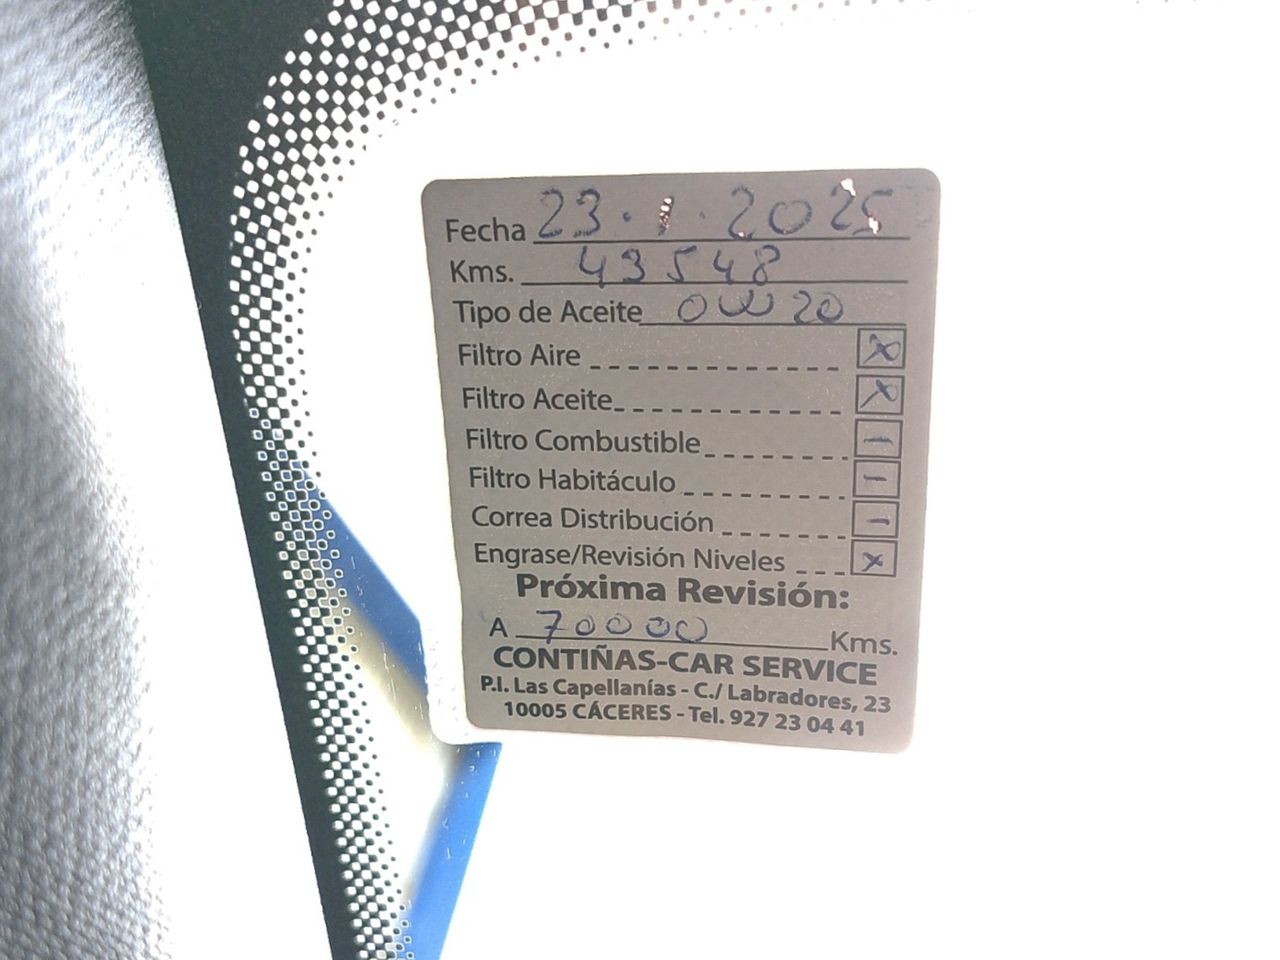 Fecha 23.1.2025
Kms. 43548
Tipo de Aceite 0W20
Filtro Aire ☒
Filtro Aceite ☒
Filtro Combustible -
Filtro Habitáculo -
Correa Distribución -
Engrase/Revisión Niveles ☒
Próxima Revisión:
A 70000 Kms.
CONTIÑAS-CAR SERVICE
P.I. Las Capellanías - C./ Labradores, 23
10005 CÁCERES - Tel. 927 23 04 41